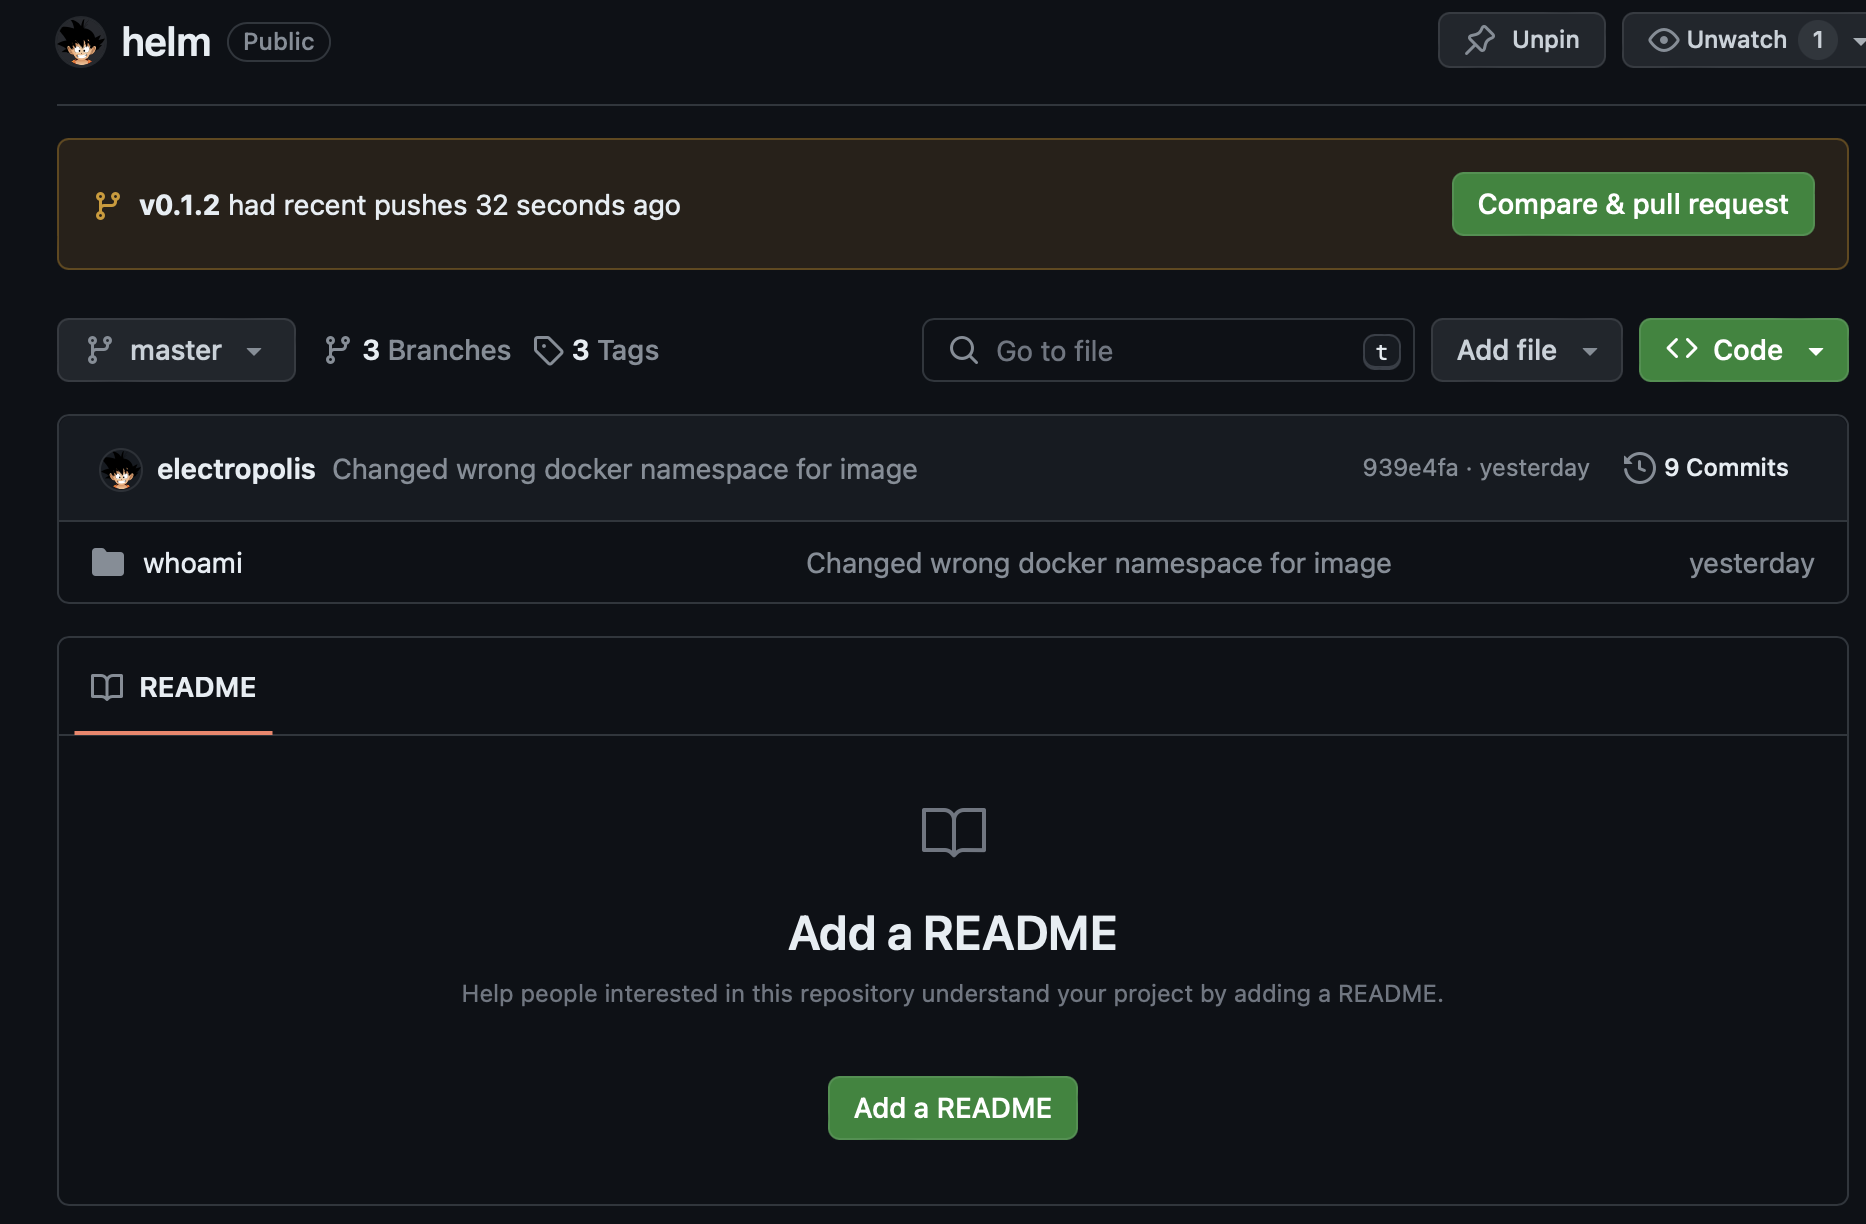 helm Public Unpin Unwatch 1
v0.1.2 had recent pushes 32 seconds ago Compare & pull request
master 3 Branches 3 Tags Go to file t Add file Code
electropolis Changed wrong docker namespace for image 939e4fa · yesterday 9 Commits
whoami Changed wrong docker namespace for image yesterday
README
Add a README
Help people interested in this repository understand your project by adding a README.
Add a README